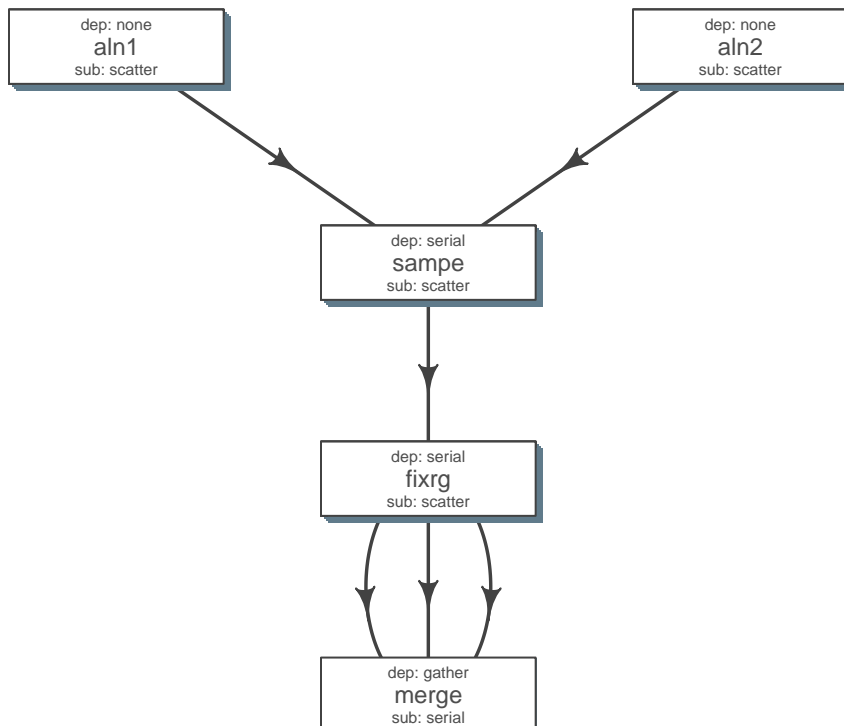 dep: none
aln1
sub: scatter
dep: none
aln2
sub: scatter
dep: serial
sampe
sub: scatter
dep: serial
fixrg
sub: scatter
dep: gather
merge
sub: serial